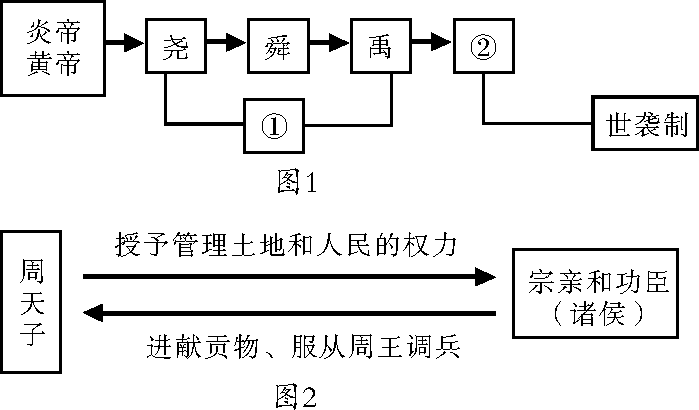 炎帝
黄帝
尧
舜
禹
②
①
世袭制
图1
周天子
授予管理土地和人民的权力
宗亲和功臣
（诸侯）
进献贡物、服从周王调兵
图2